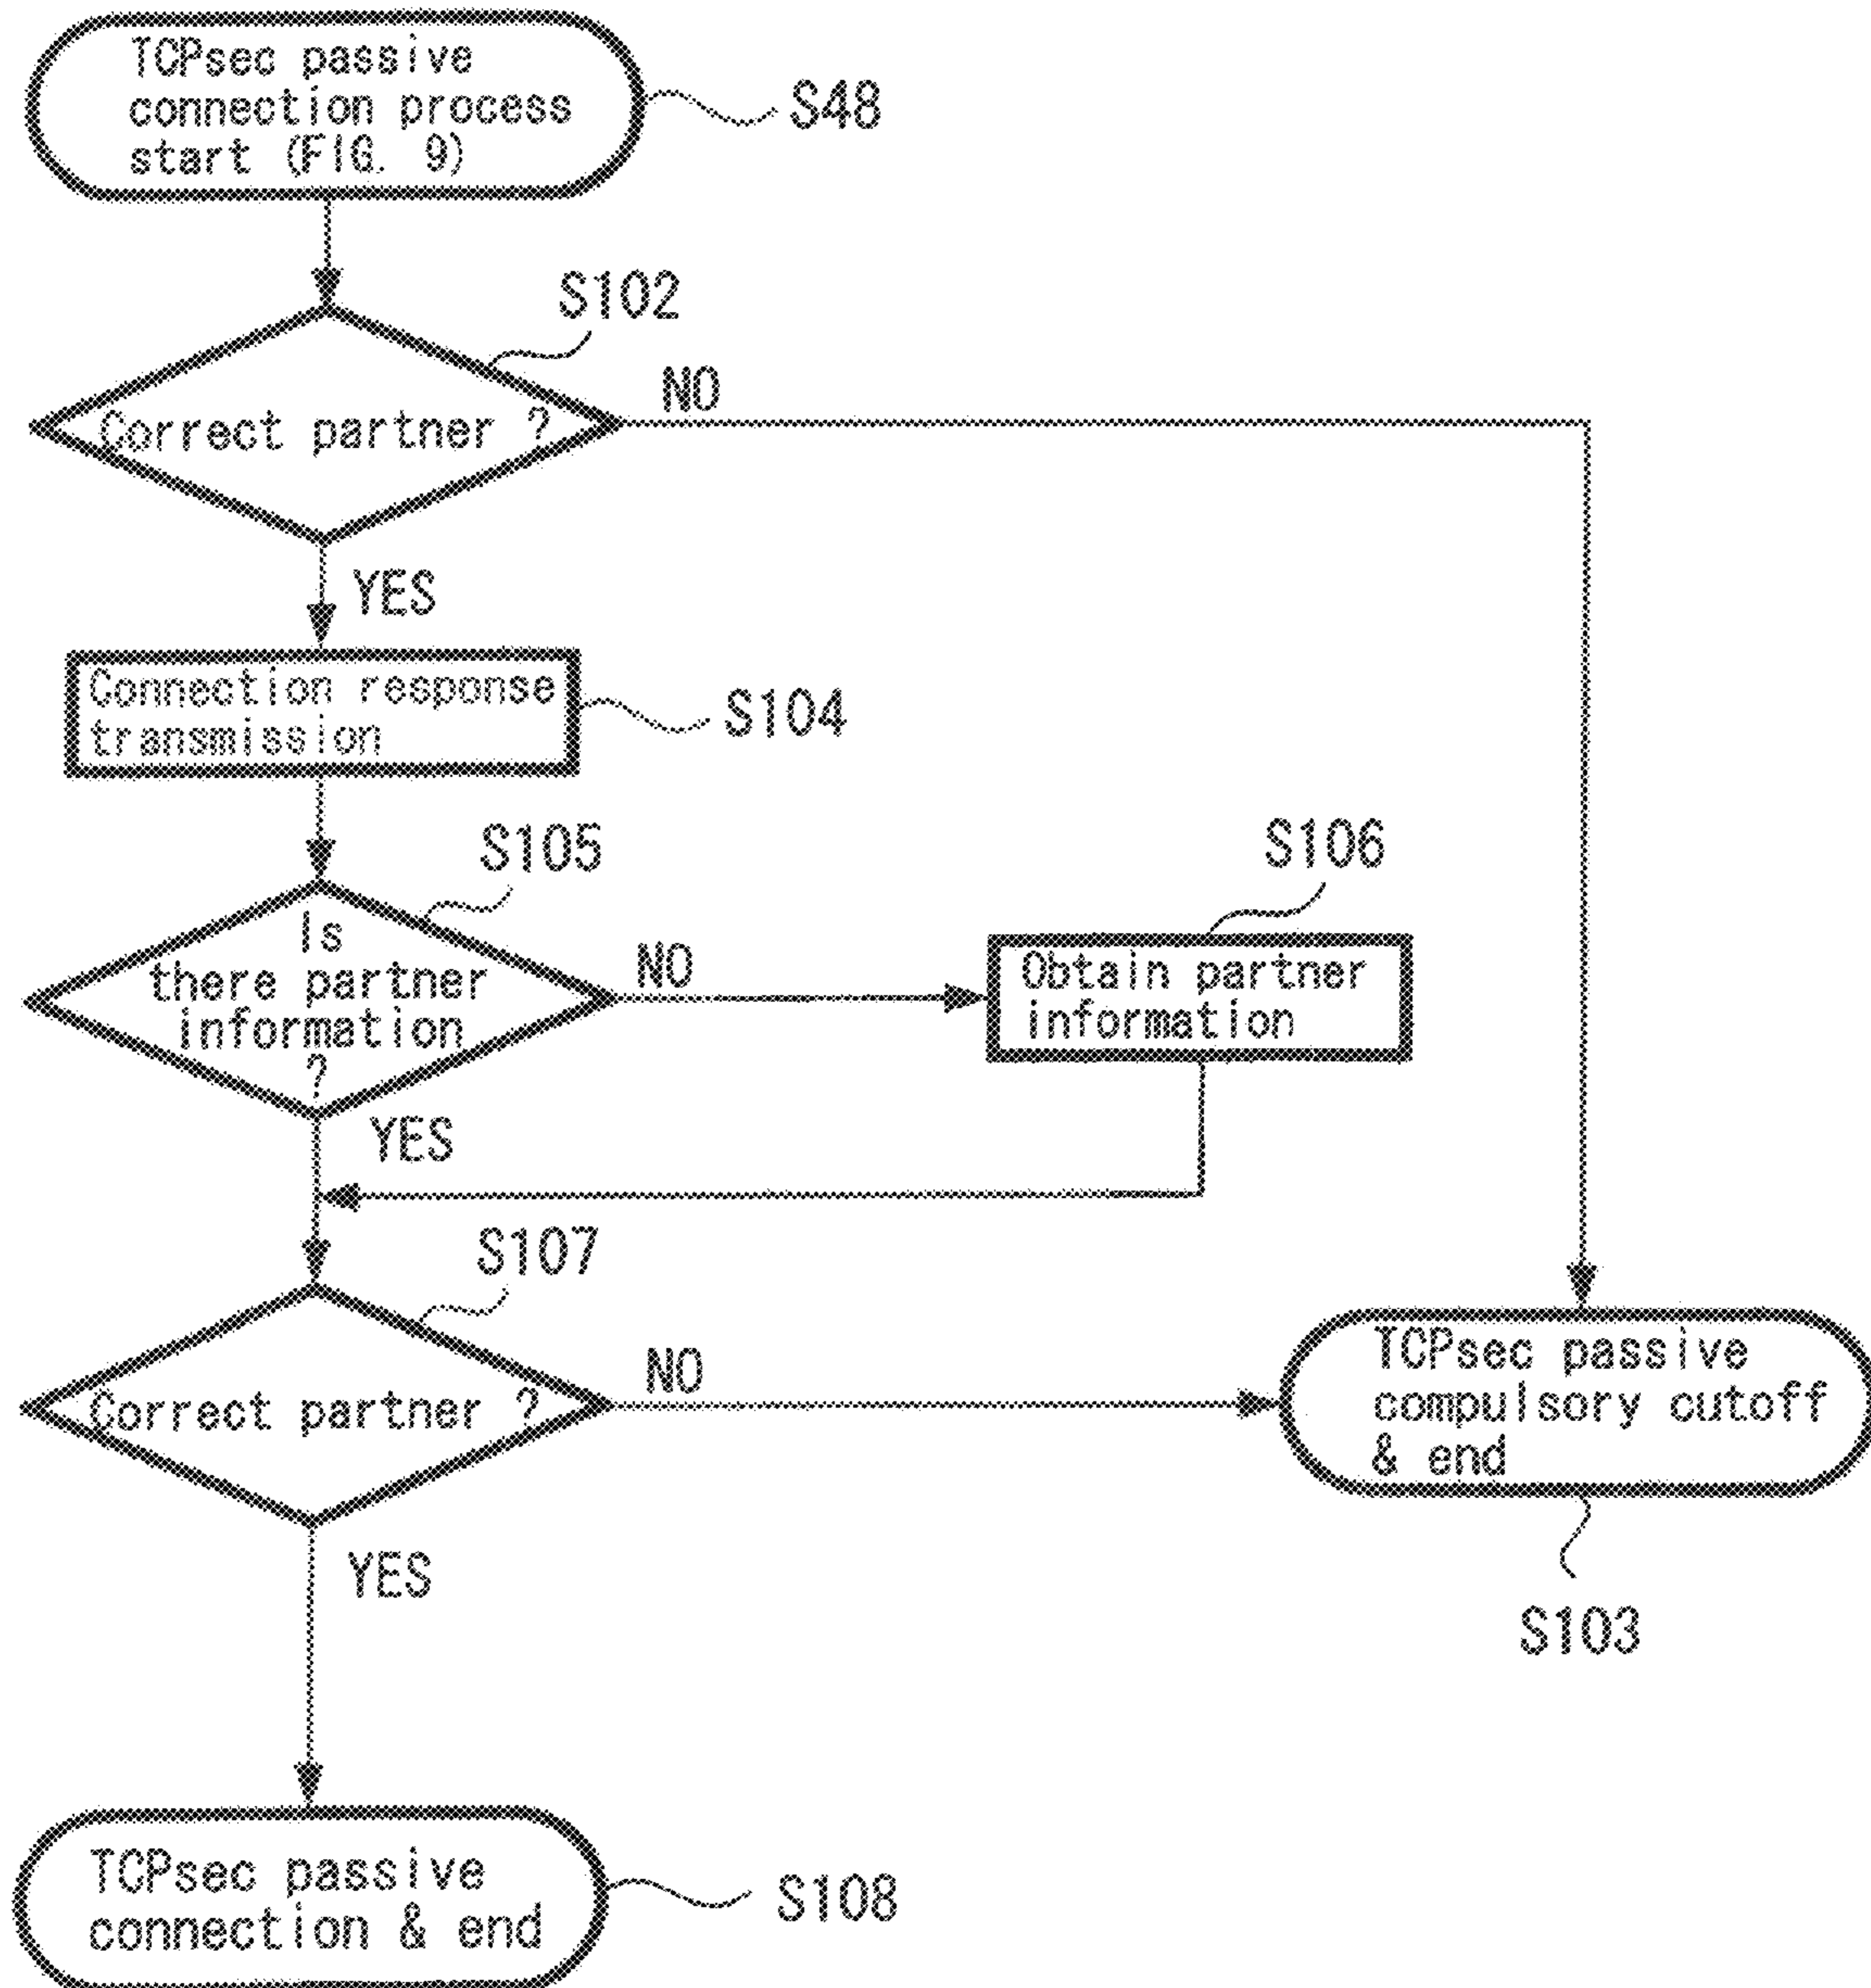 TCPsec passive
connection process
start (FIG. 9)
S48
S102
Correct partner ?
NO
YES
Connection response
transmission
S104
S105
Is
there partner
information
?
NO
YES
S106
Obtain partner
information
S107
Correct partner ?
NO
YES
TCPsec passive
compulsory cutoff
& end
S103
TCPsec passive
connection & end
S108